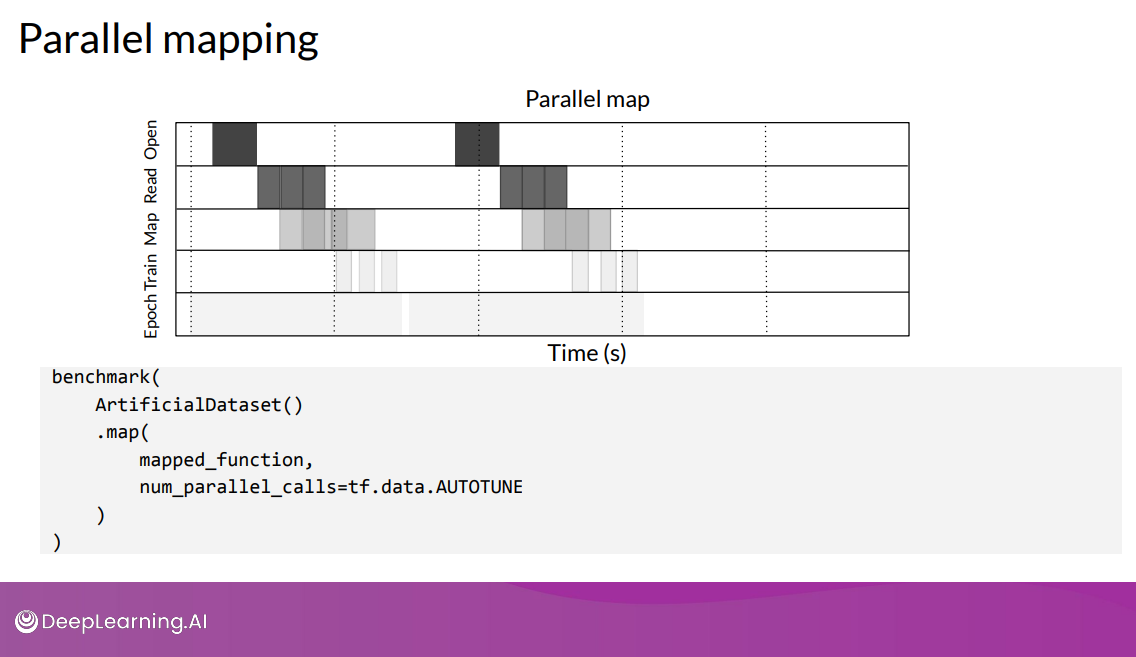 Parallel mapping
Parallel map
Open
Read
Map
Train
Epoch
Time (s)
benchmark(
    ArtificialDataset()
    .map(
        mapped_function,
        num_parallel_calls=tf.data.AUTOTUNE
    )
)
DeepLearning.AI